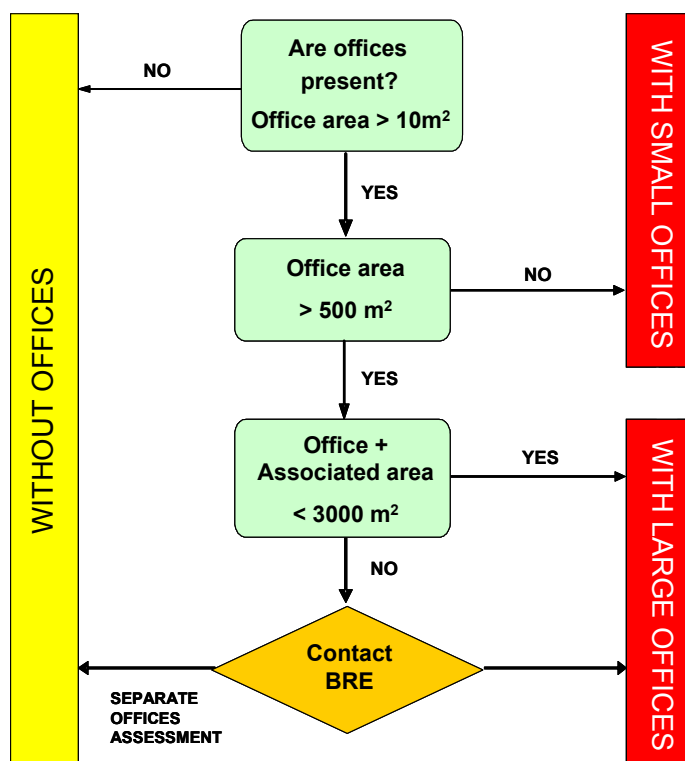 Are offices
present?
Office area > 10m²
NO
YES
WITH SMALL OFFICES
Office area
> 500 m²
NO
YES
WITHOUT OFFICES
Office +
Associated area
< 3000 m²
YES
NO
WITH LARGE OFFICES
Contact
BRE
SEPARATE
OFFICES
ASSESSMENT